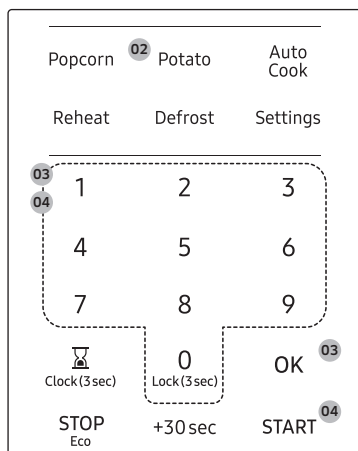 Popcorn 02 Potato Auto
Cook
Reheat Defrost Settings
03
04
1 2 3
4 5 6
7 8 9
0 OK 03
Clock(3 sec) Lock(3 sec)
STOP +30 sec START 04
Eco